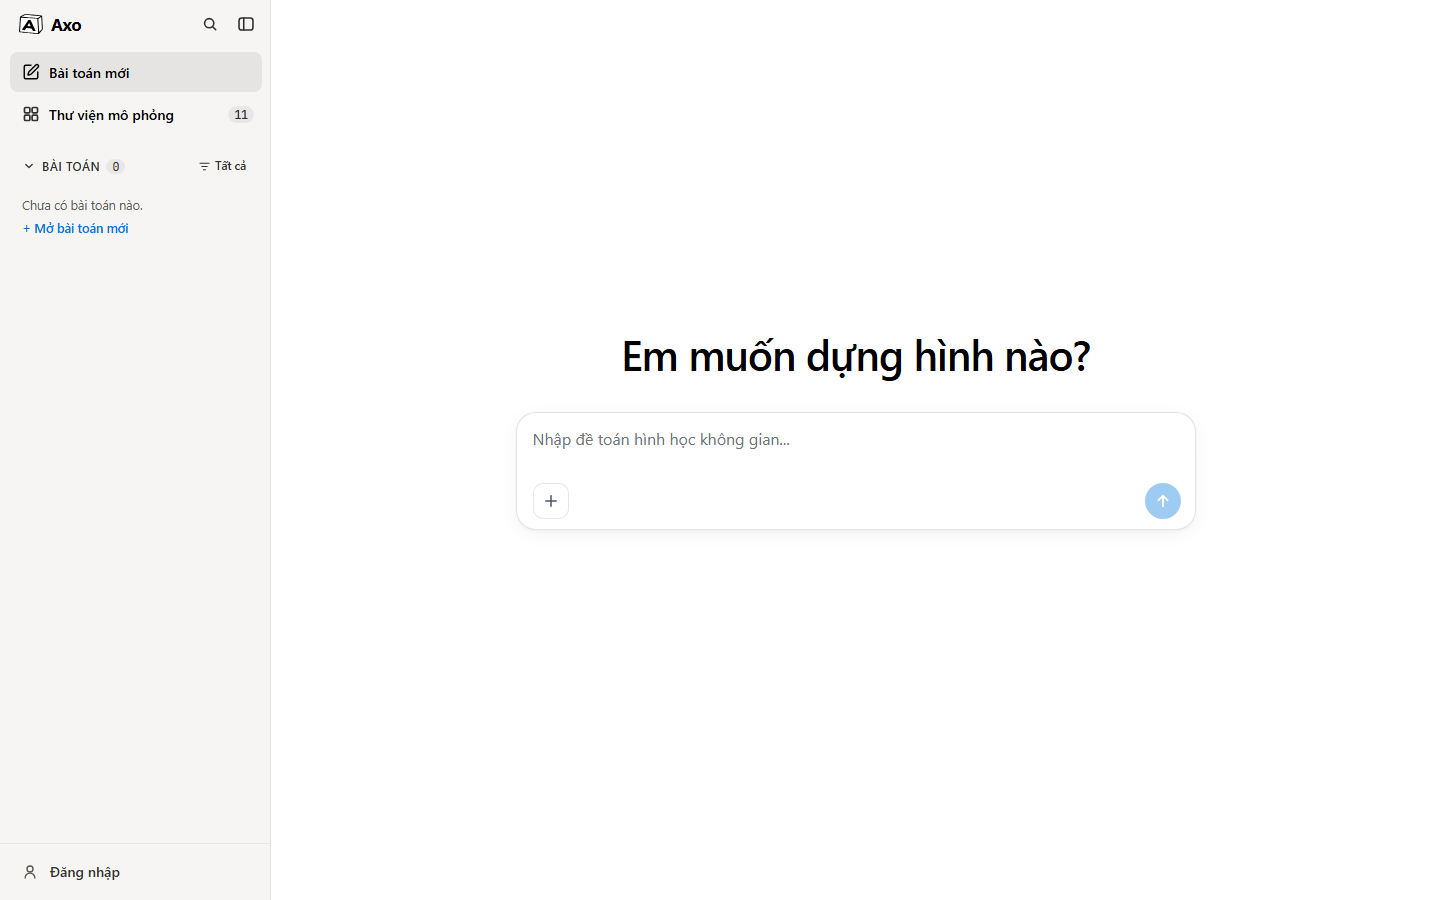 Axo
Bài toán mới
Thư viện mô phỏng 11
BÀI TOÁN 0 Tất cả
Chưa có bài toán nào.
+ Mở bài toán mới
Em muốn dựng hình nào?
Nhập đề toán hình học không gian...
Đăng nhập